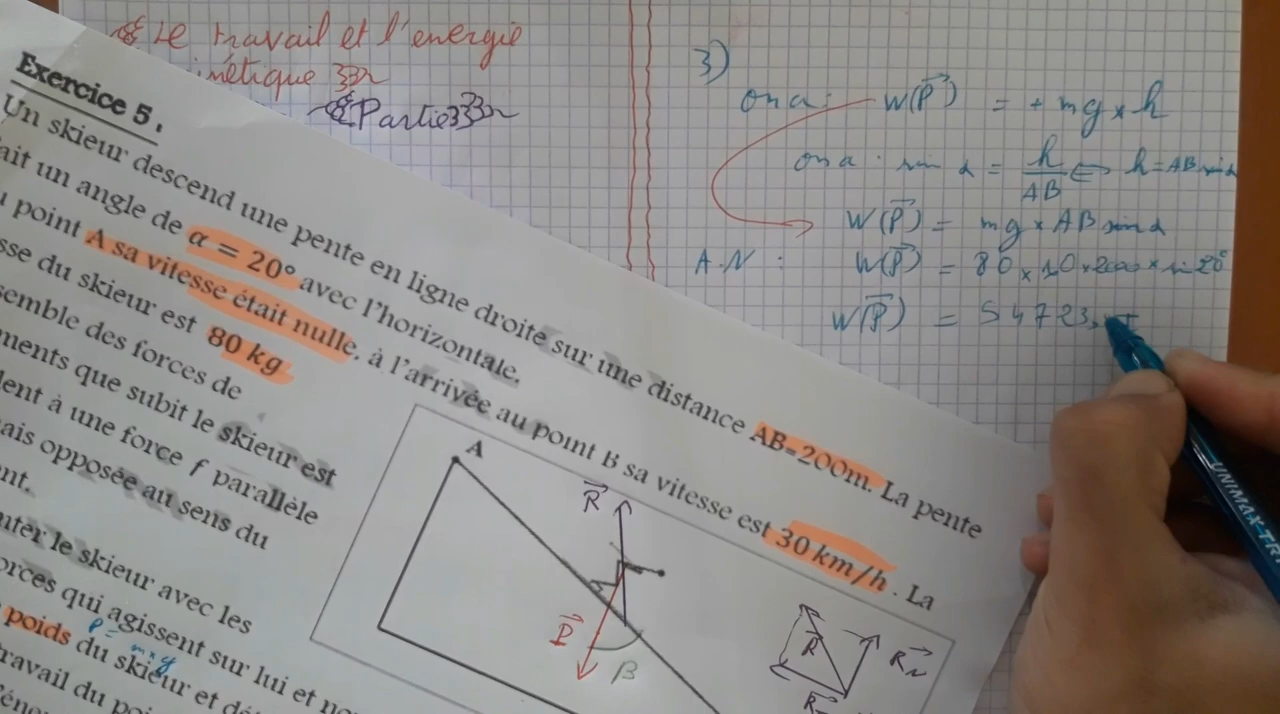 Le travail et l'energie
inétique
Partie3
Exercice 5.
Un skieur descend une pente en ligne droite sur une distance AB=200m. La pente
ait un angle de α = 20° avec l'horizontale.
u point A sa vitesse était nulle, à l'arrivée au point B sa vitesse est 30 km/h. La
sse du skieur est 80 kg
semble des forces de
ments que subit le skieur est
lent à une force f parallèle
ais opposée au sens du
nt.
nter le skieur avec les
orces qui agissent sur lui et no
P = m × g
poids du skieur et dé
ravail du poi
A
R⃗
P⃗
β
R⃗
R⃗N
3)
on a : W(P⃗) = + mg × h
on a : sin α = h/AB ⇔ h = AB sin α
W(P⃗) = mg × AB sin α
A.N : W(P⃗) = 80 × 10 × 200 × sin 20°
W(P⃗) = 54723,